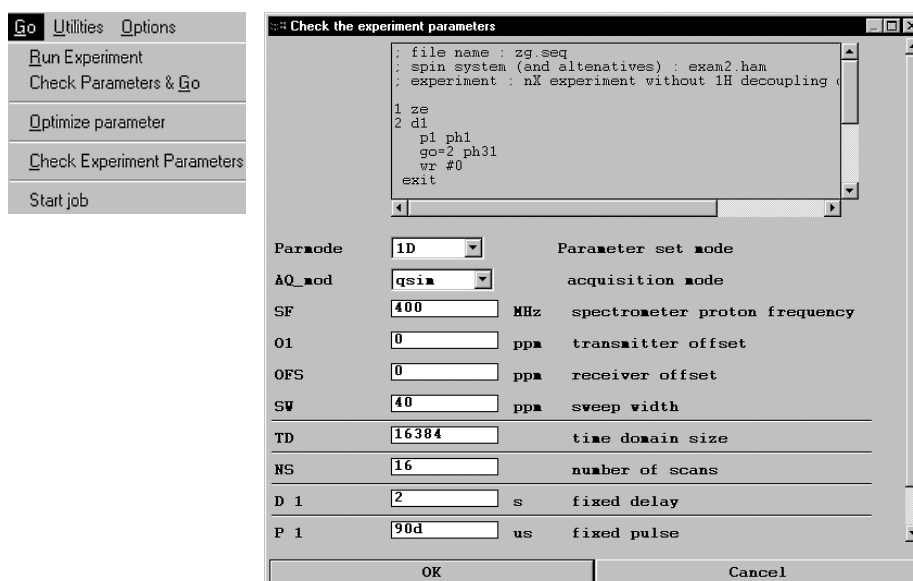 Go Utilities Options
Run Experiment
Check Parameters & Go
Optimize parameter
Check Experiment Parameters
Start job
Check the experiment parameters
; file name : zg.seq
; spin system (and altenatives) : exam2.ham
; experiment : nX experiment without 1H decoupling
1 ze
2 d1
p1 ph1
go=2 ph31
wr #0
exit
Parmode 1D Parameter set mode
AQ_mod qsim acquisition mode
SF 400 MHz spectrometer proton frequency
O1 0 ppm transmitter offset
OFS 0 ppm receiver offset
SW 40 ppm sweep width
TD 16384 time domain size
NS 16 number of scans
D 1 2 s fixed delay
P 1 90d us fixed pulse
OK Cancel